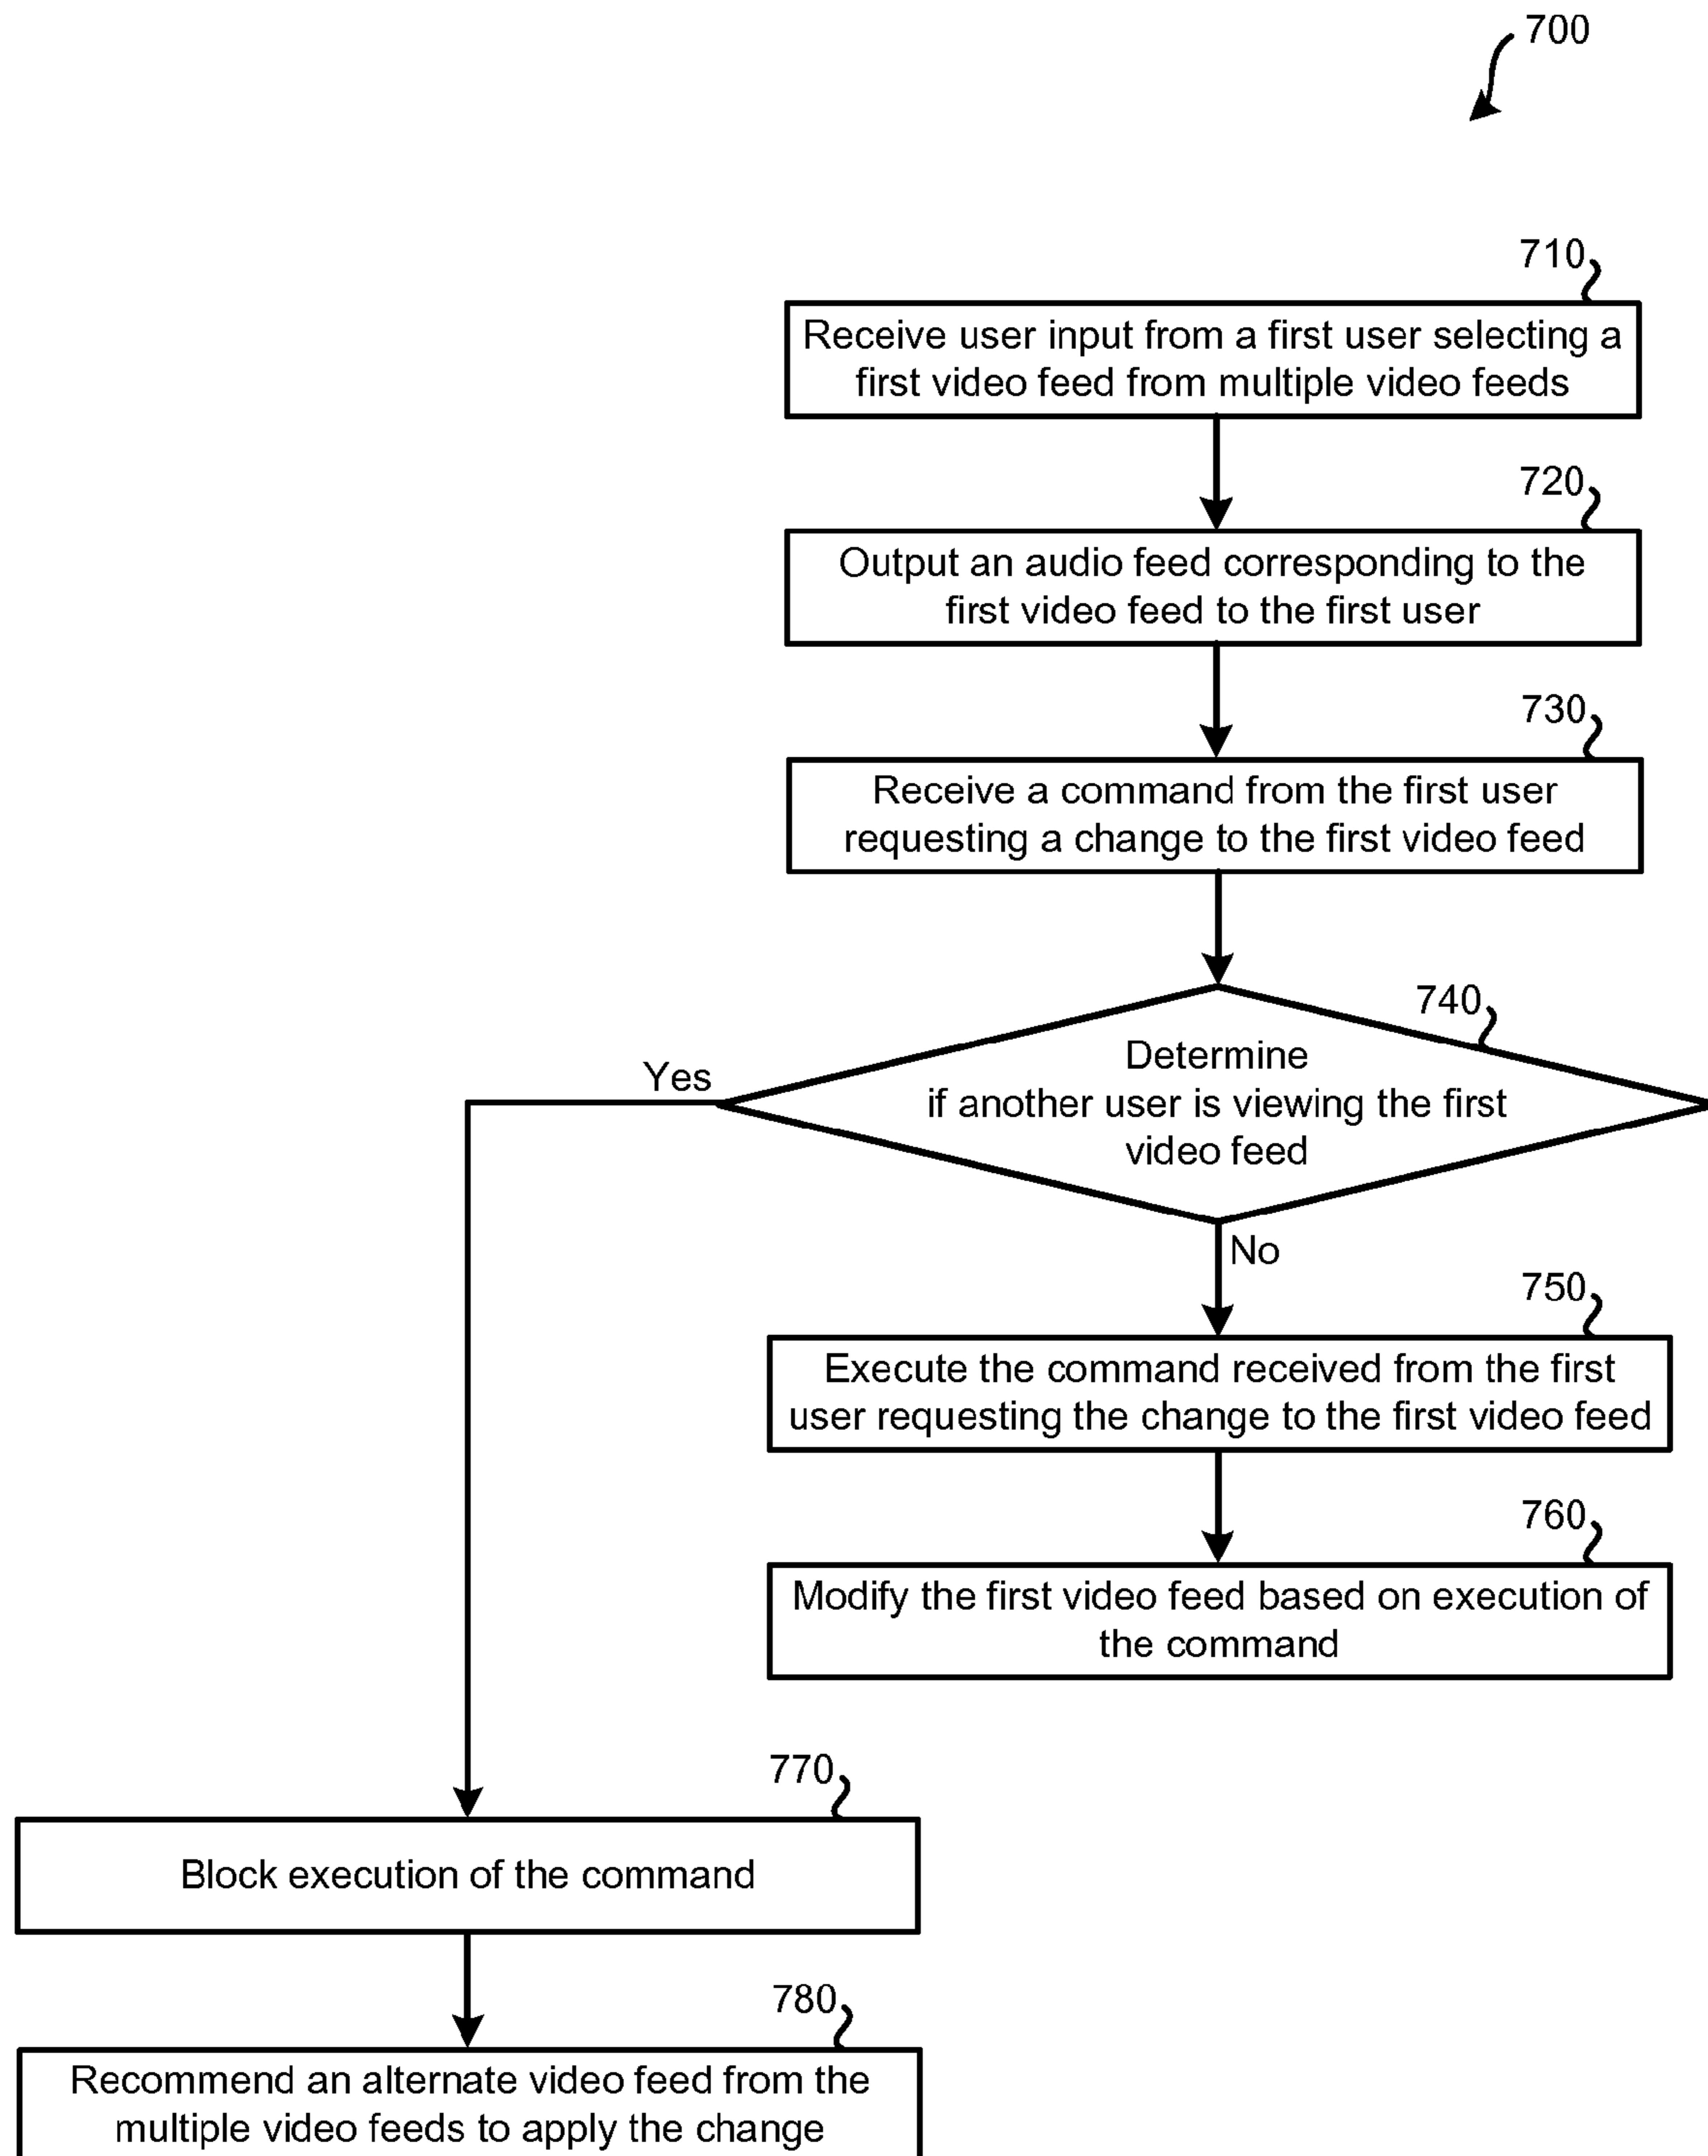 700
710
Receive user input from a first user selecting a
first video feed from multiple video feeds
720
Output an audio feed corresponding to the
first video feed to the first user
730
Receive a command from the first user
requesting a change to the first video feed
740
Determine
if another user is viewing the first
video feed
Yes
No
750
Execute the command received from the first
user requesting the change to the first video feed
760
Modify the first video feed based on execution of
the command
770
Block execution of the command
780
Recommend an alternate video feed from the
multiple video feeds to apply the change